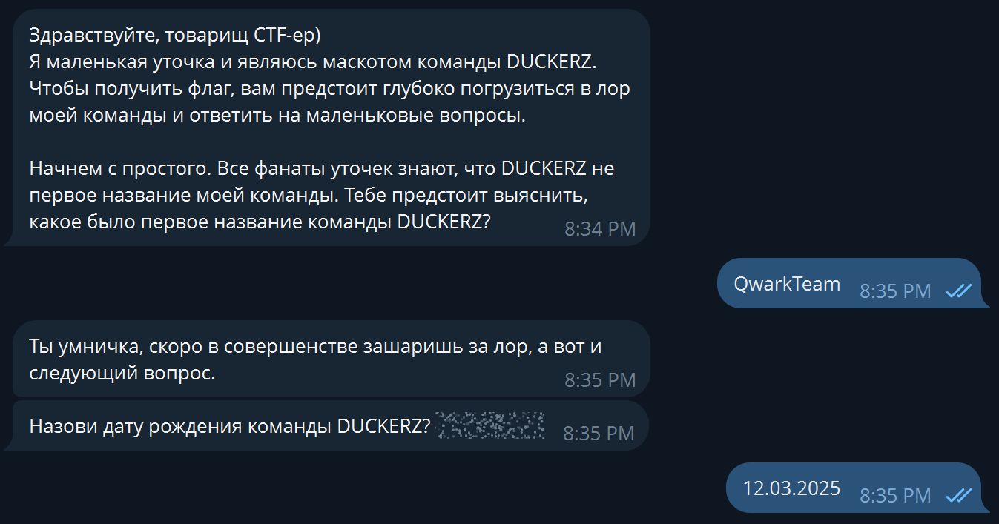 Здравствуйте, товарищ CTF-ер)
Я маленькая уточка и являюсь маскотом команды DUCKERZ.
Чтобы получить флаг, вам предстоит глубоко погрузиться в лор
моей команды и ответить на маленьковые вопросы.
Начнем с простого. Все фанаты уточек знают, что DUCKERZ не
первое название моей команды. Тебе предстоит выяснить,
какое было первое название команды DUCKERZ?
8:34 PM
QwarkTeam 8:35 PM
Ты умничка, скоро в совершенстве зашаришь за лор, а вот и
следующий вопрос.
8:35 PM
Назови дату рождения команды DUCKERZ? 8:35 PM
12.03.2025 8:35 PM